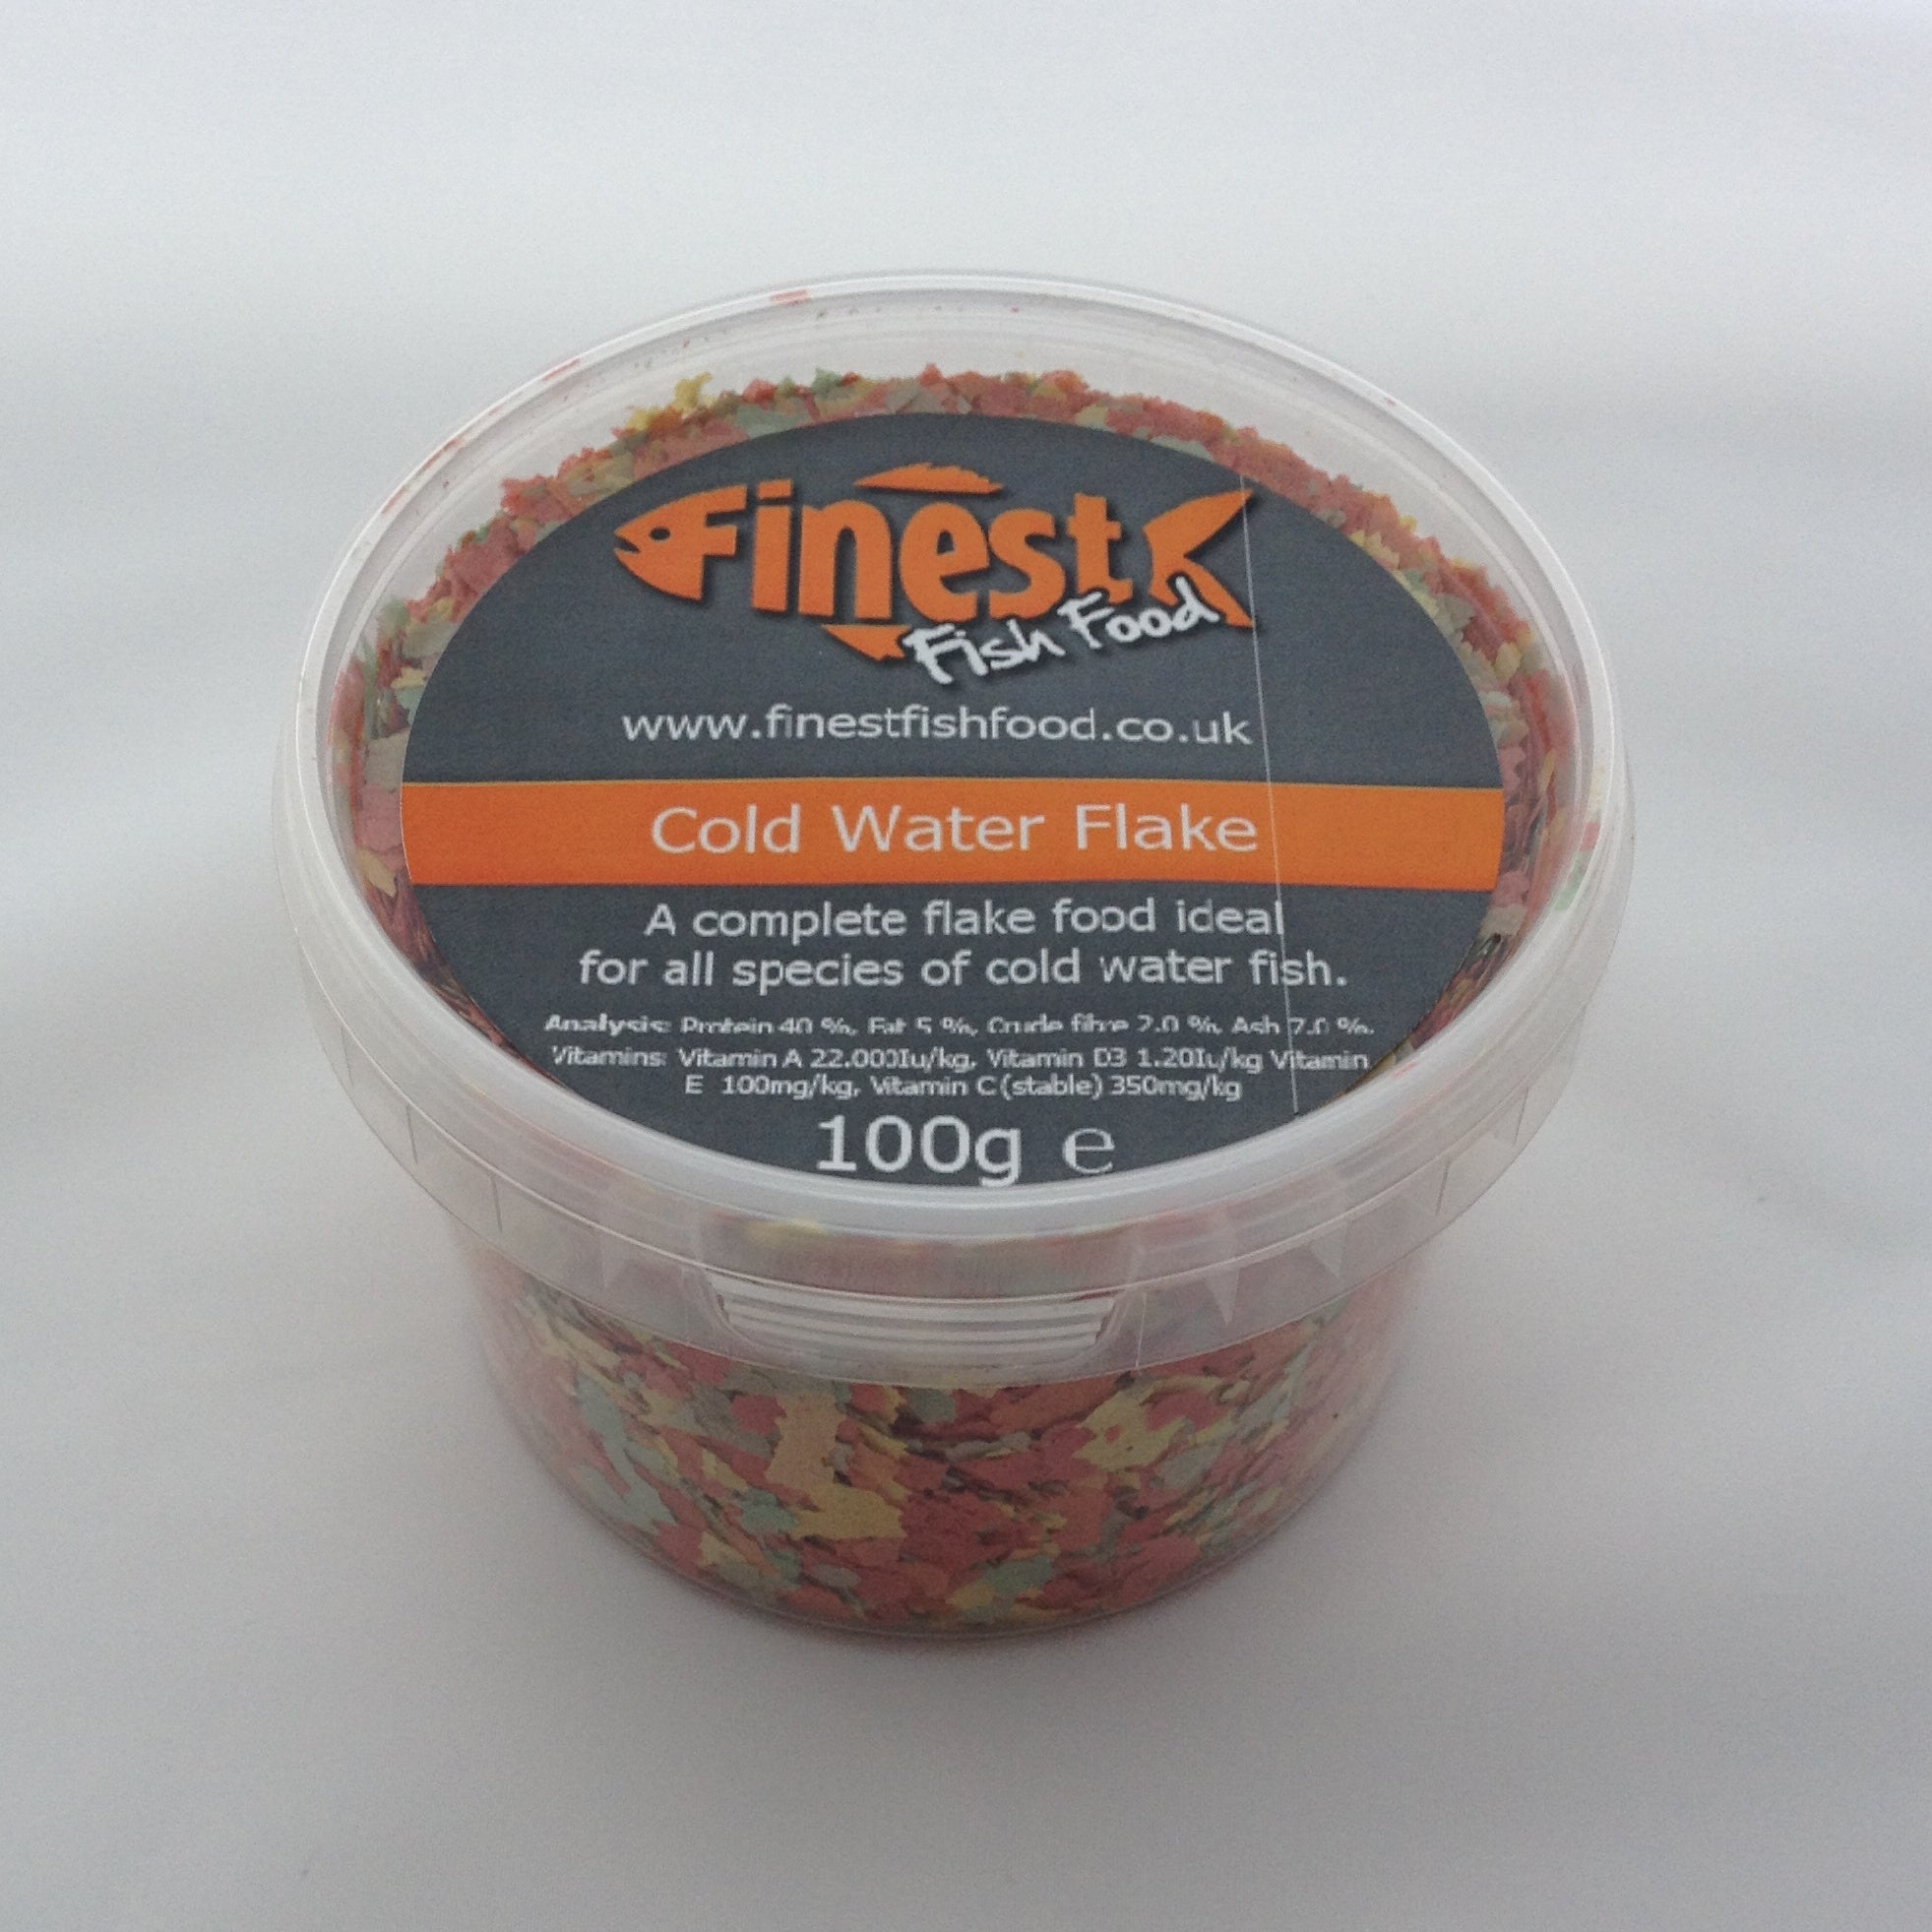 Finest
Fish Food
www.finestfishfood.co.uk
Cold Water Flake
A complete flake food ideal
for all species of cold water fish.
Analysis: Protein 40 %, Fat 5 %, Crude fibre 2.0 %, Ash 7.0 %.
Vitamins: Vitamin A 22.000Iu/kg, Vitamin D3 1.20Iu/kg Vitamin
E 100mg/kg, Vitamin C (stable) 350mg/kg
100g ℮